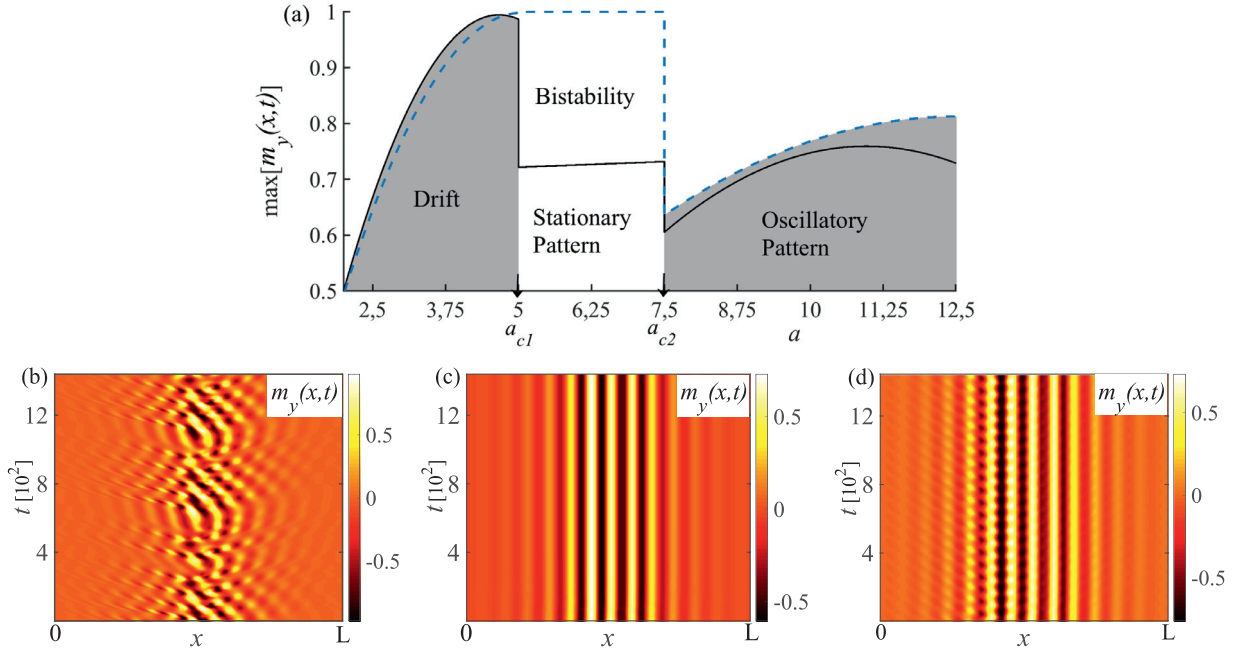 (a)
max[m_y(x,t)]
1
0.9
0.8
0.7
0.6
0.5
Drift
Bistability
Stationary
Pattern
Oscillatory
Pattern
2,5 3,75 5 6,25 7,5 8,75 10 11,25 12,5
a_c1 a_c2 a
(b) m_y(x,t)
t [10^2]
12
8
4
0 x L
0.5
0
-0.5
(c) m_y(x,t)
t [10^2]
12
8
4
0 x L
0.5
0
-0.5
(d) m_y(x,t)
t [10^2]
12
8
4
0 x L
0.5
0
-0.5